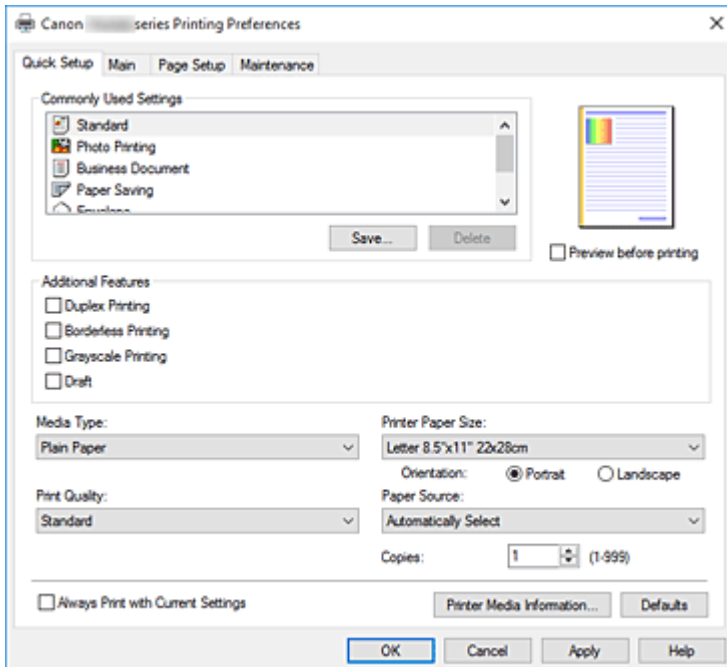 Canon series Printing Preferences
Quick Setup Main Page Setup Maintenance
Commonly Used Settings
Standard
Photo Printing
Business Document
Paper Saving
Envelope
Save... Delete
Preview before printing
Additional Features
Duplex Printing
Borderless Printing
Grayscale Printing
Draft
Media Type: Printer Paper Size:
Plain Paper Letter 8.5"x11" 22x28cm
Orientation: Portrait Landscape
Print Quality: Paper Source:
Standard Automatically Select
Copies: 1 (1-999)
Always Print with Current Settings Printer Media Information... Defaults
OK Cancel Apply Help